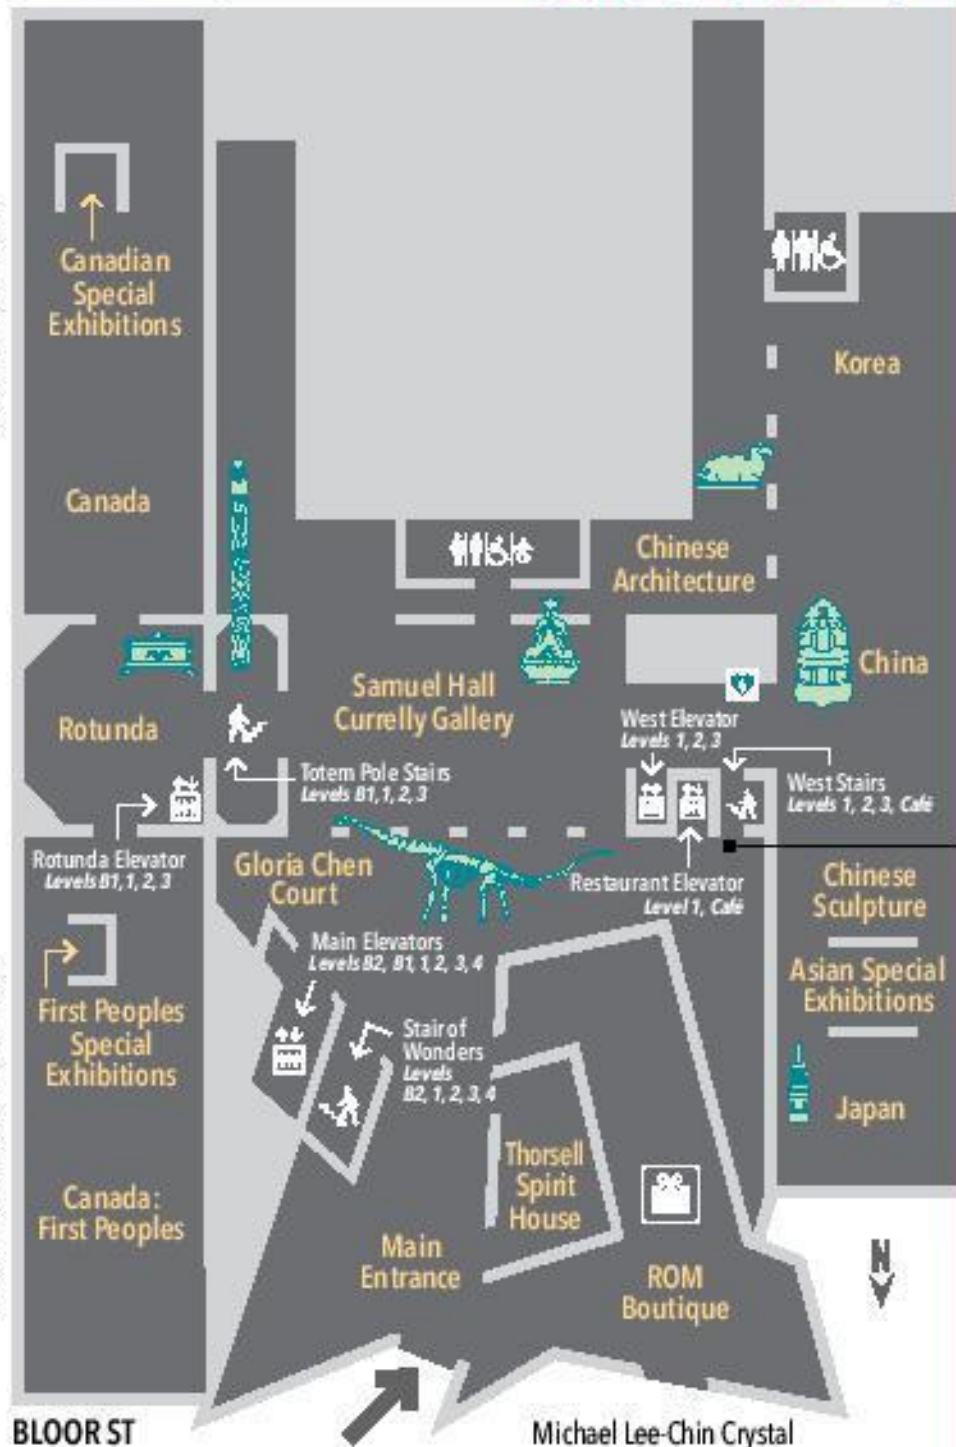 Canadian
Special
Exhibitions
Korea
Canada
Chinese
Architecture
China
Samuel Hall
Currelly Gallery
Rotunda
West Elevator
Levels 1, 2, 3
Totem Pole Stairs
Levels B1, 1, 2, 3
West Stairs
Levels 1, 2, 3, Café
Rotunda Elevator
Levels B1, 1, 2, 3
Gloria Chen
Court
Restaurant Elevator
Level 1, Café
Chinese
Sculpture
Main Elevators
Levels B2, B1, 1, 2, 3, 4
Asian Special
Exhibitions
First Peoples
Special
Exhibitions
Stair of
Wonders
Levels
B2, 1, 2, 3, 4
Japan
Thorsell
Spirit
House
Canada:
First Peoples
Main
Entrance
ROM
Boutique
N
BLOOR ST
Michael Lee-Chin Crystal